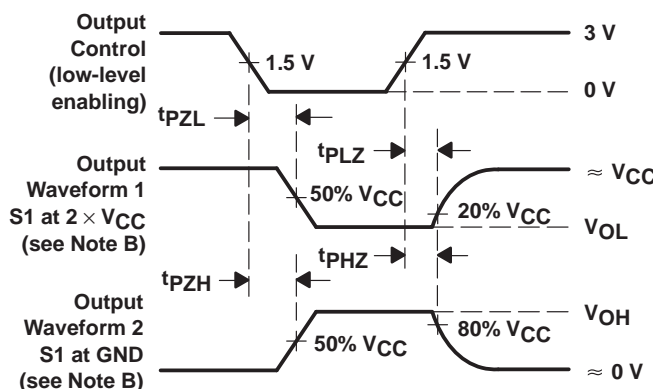 Output
Control
(low-level
enabling)
1.5 V
1.5 V
3 V
0 V
tPZL
tPLZ
Output
Waveform 1
S1 at 2 × VCC
(see Note B)
50% VCC
20% VCC
≈ VCC
VOL
tPZH
tPHZ
Output
Waveform 2
S1 at GND
(see Note B)
50% VCC
80% VCC
VOH
≈ 0 V